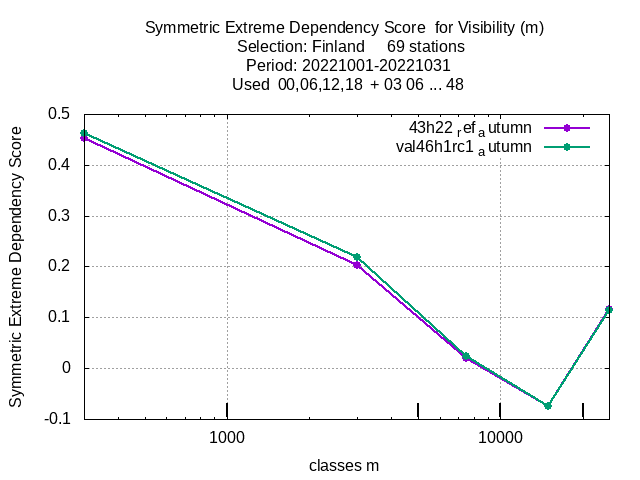 Symmetric Extreme Dependency Score for Visibility (m)
Selection: Finland 69 stations
Period: 20221001-20221031
Used 00,06,12,18 + 03 06 ... 48
43h22 ref autumn
val46h1rc1 autumn
0.5
0.4
0.3
0.2
0.1
0
-0.1
Symmetric Extreme Dependency Score
1000 10000
classes m